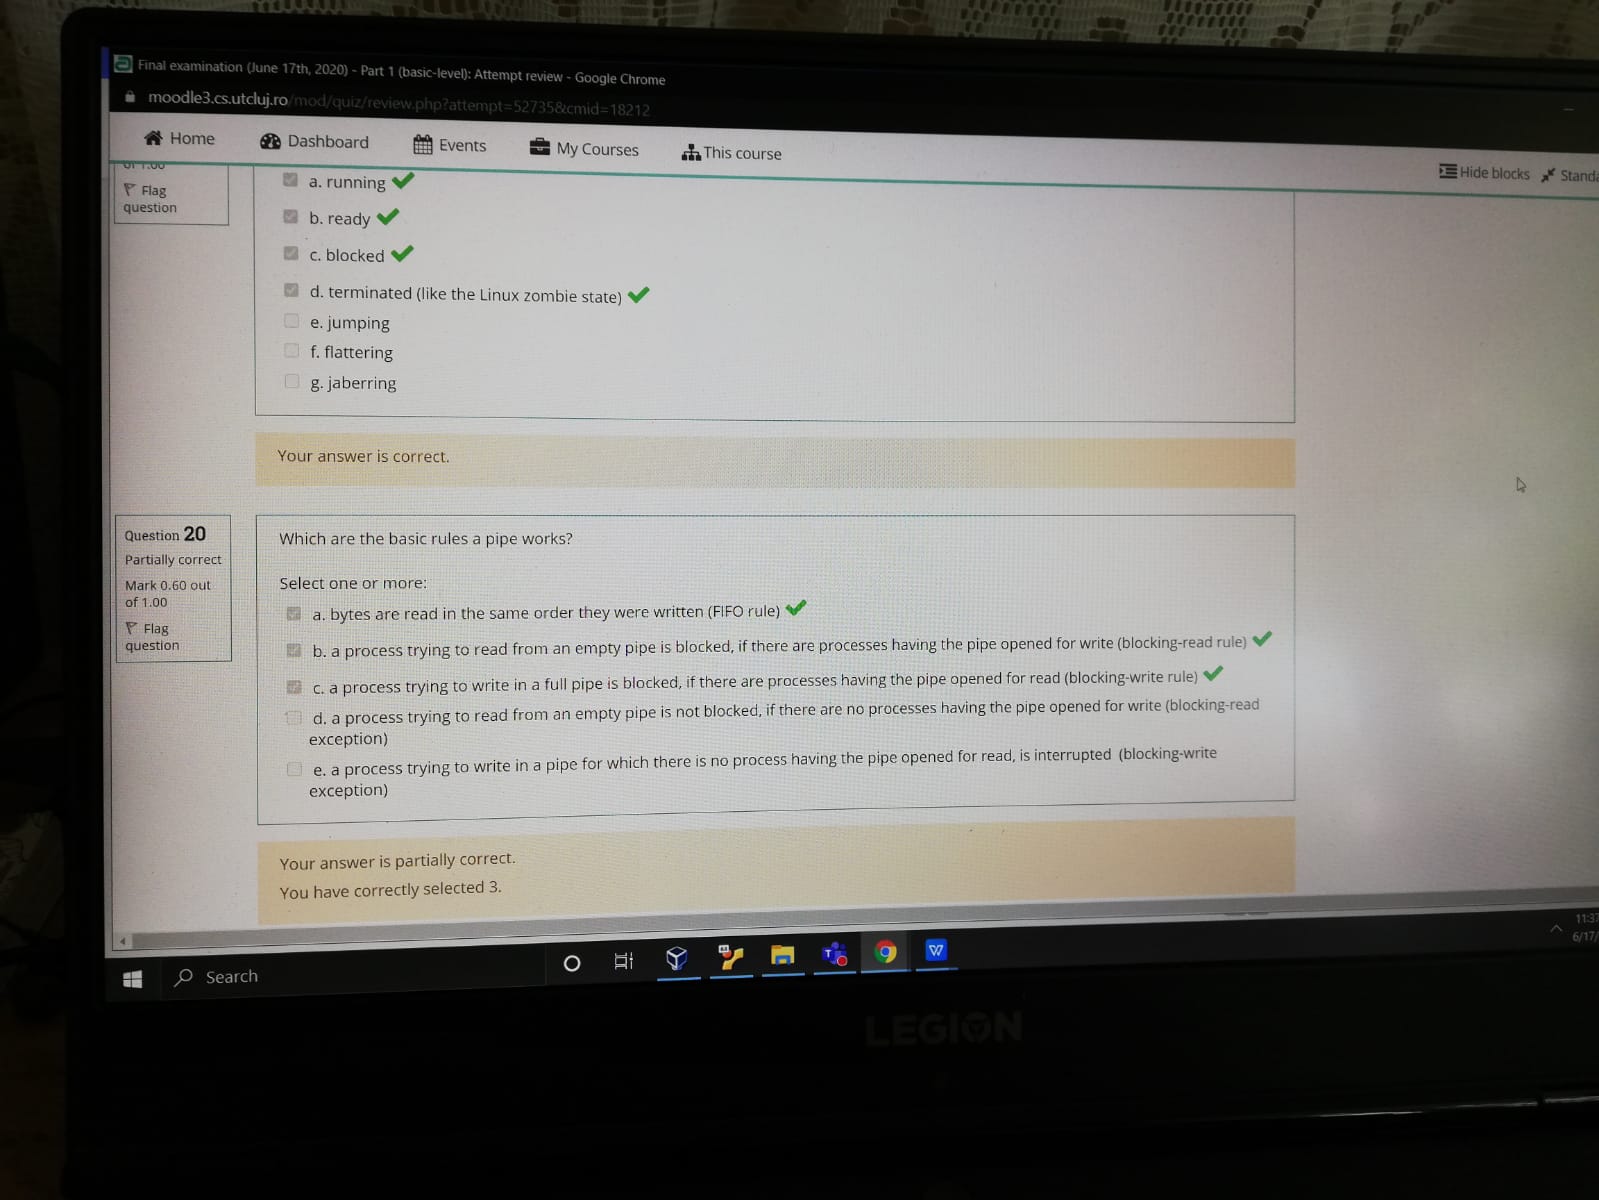 Final examination (June 17th, 2020) - Part 1 (basic-level): Attempt review - Google Chrome
moodle3.cs.utcluj.ro/mod/quiz/review.php?attempt=52735&cmid=18212
Home Dashboard Events My Courses This course Hide blocks
of 1.00
Flag
question
a. running
b. ready
c. blocked
d. terminated (like the Linux zombie state)
e. jumping
f. flattering
g. jaberring
Your answer is correct.
Question 20
Partially correct
Mark 0.60 out
of 1.00
Flag
question
Which are the basic rules a pipe works?
Select one or more:
a. bytes are read in the same order they were written (FIFO rule)
b. a process trying to read from an empty pipe is blocked, if there are processes having the pipe opened for write (blocking-read rule)
c. a process trying to write in a full pipe is blocked, if there are processes having the pipe opened for read (blocking-write rule)
d. a process trying to read from an empty pipe is not blocked, if there are no processes having the pipe opened for write (blocking-read
exception)
e. a process trying to write in a pipe for which there is no process having the pipe opened for read, is interrupted (blocking-write
exception)
Your answer is partially correct.
You have correctly selected 3.
11:37
6/17/
Search
LEGION